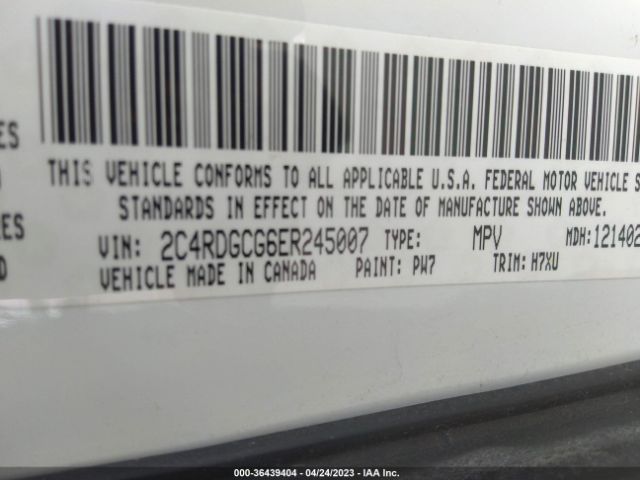 ES
THIS VEHICLE CONFORMS TO ALL APPLICABLE U.S.A. FEDERAL MOTOR VEHICLE S
STANDARDS IN EFFECT ON THE DATE OF MANUFACTURE SHOWN ABOVE.
ES
VIN: 2C4RDGCG6ER245007 TYPE: MPV MDH:121402
D
VEHICLE MADE IN CANADA PAINT: PW7 TRIM: H7XU
000-36439404 - 04/24/2023 - IAA Inc.